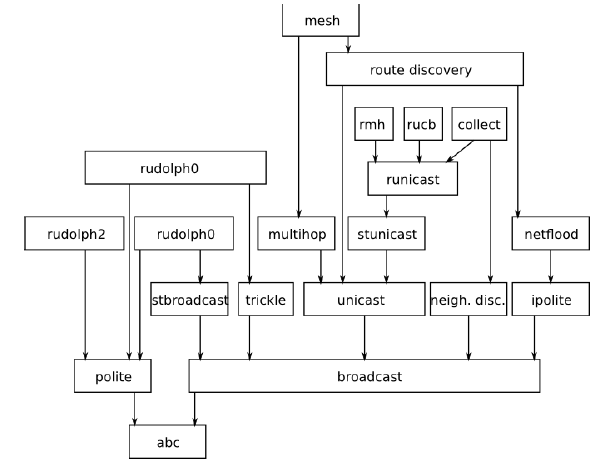 mesh
route discovery
rmh
rucb
collect
runicast
rudolph0
rudolph2
rudolph0
multihop
stunicast
netflood
stbroadcast
trickle
unicast
neigh. disc.
ipolite
polite
broadcast
abc